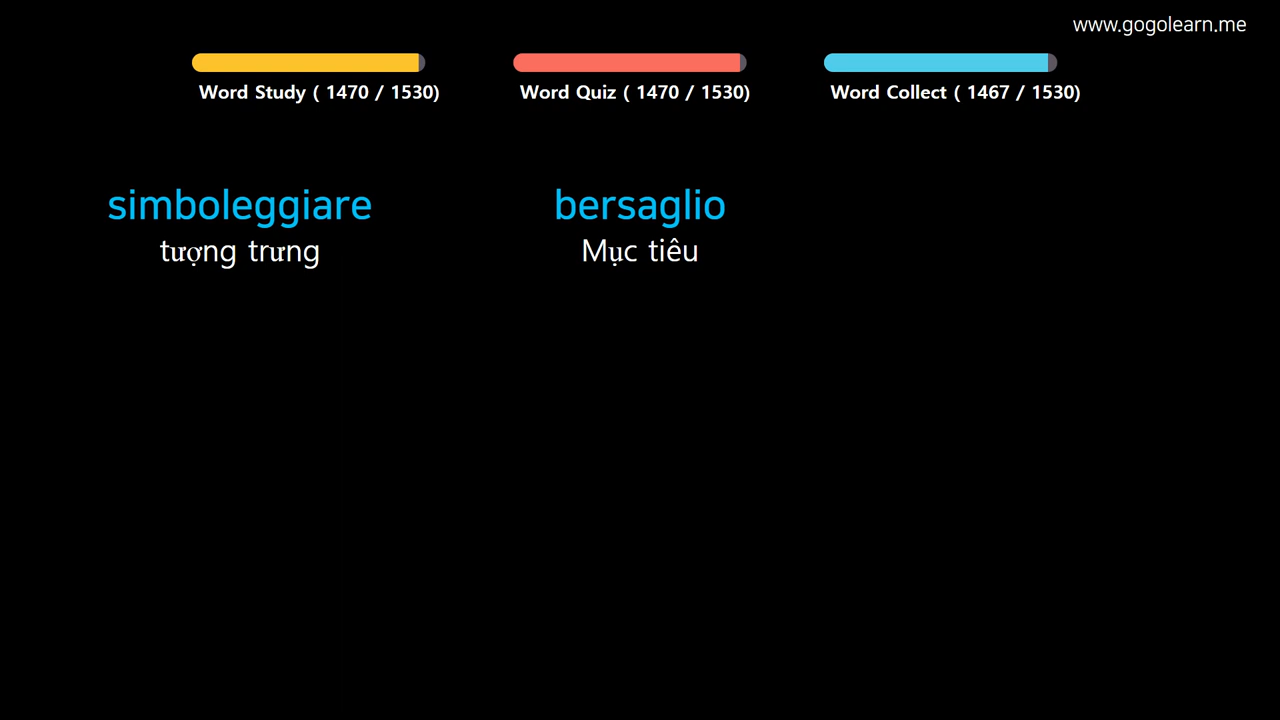 www.gogolearn.me
Word Study ( 1470 / 1530)
Word Quiz ( 1470 / 1530)
Word Collect ( 1467 / 1530)
simboleggiare
tượng trưng
bersaglio
Mục tiêu